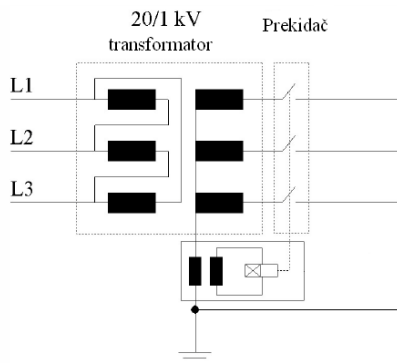 20/1 kV
transformator
Prekidač
L1
L2
L3